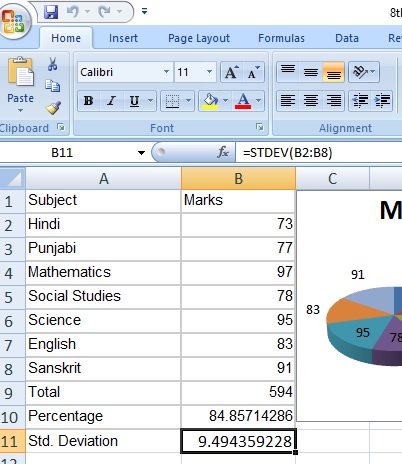 8th
Home Insert Page Layout Formulas Data Re
Paste
Calibri 11 A A
B I U A
Clipboard Font Alignment
B11 fx =STDEV(B2:B8)
A B C
1 Subject Marks
2 Hindi 73
3 Punjabi 77
4 Mathematics 97
5 Social Studies 78
6 Science 95
7 English 83
8 Sanskrit 91
9 Total 594
10 Percentage 84.85714286
11 Std. Deviation 9.494359228
M
91
83
95
78